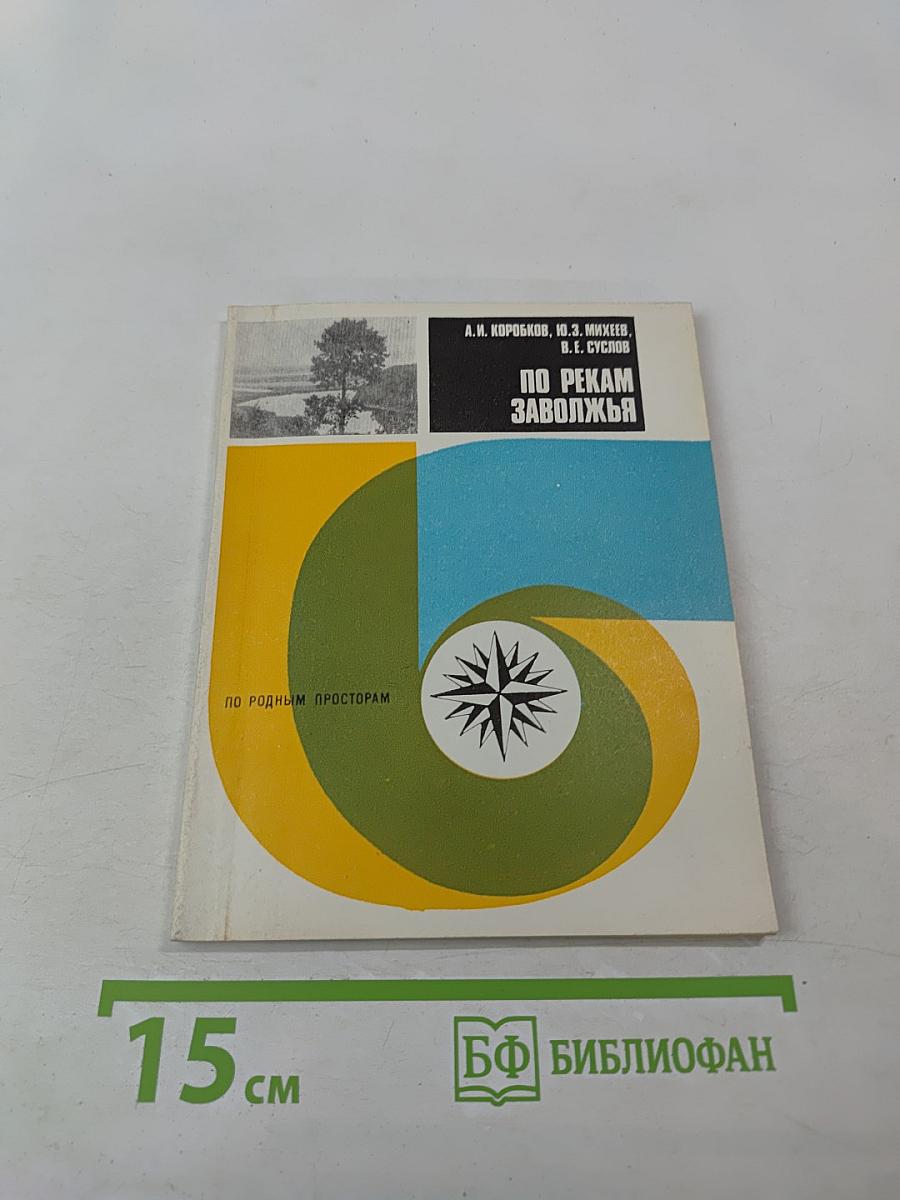 А.И. КОРОБКОВ, Ю.З. МИХЕЕВ,
В.Е. СУСЛОВ
ПО РЕКАМ
ЗАВОЛЖЬЯ
ПО РОДНЫМ ПРОСТОРАМ
15 см
БФ БИБЛИОФАН